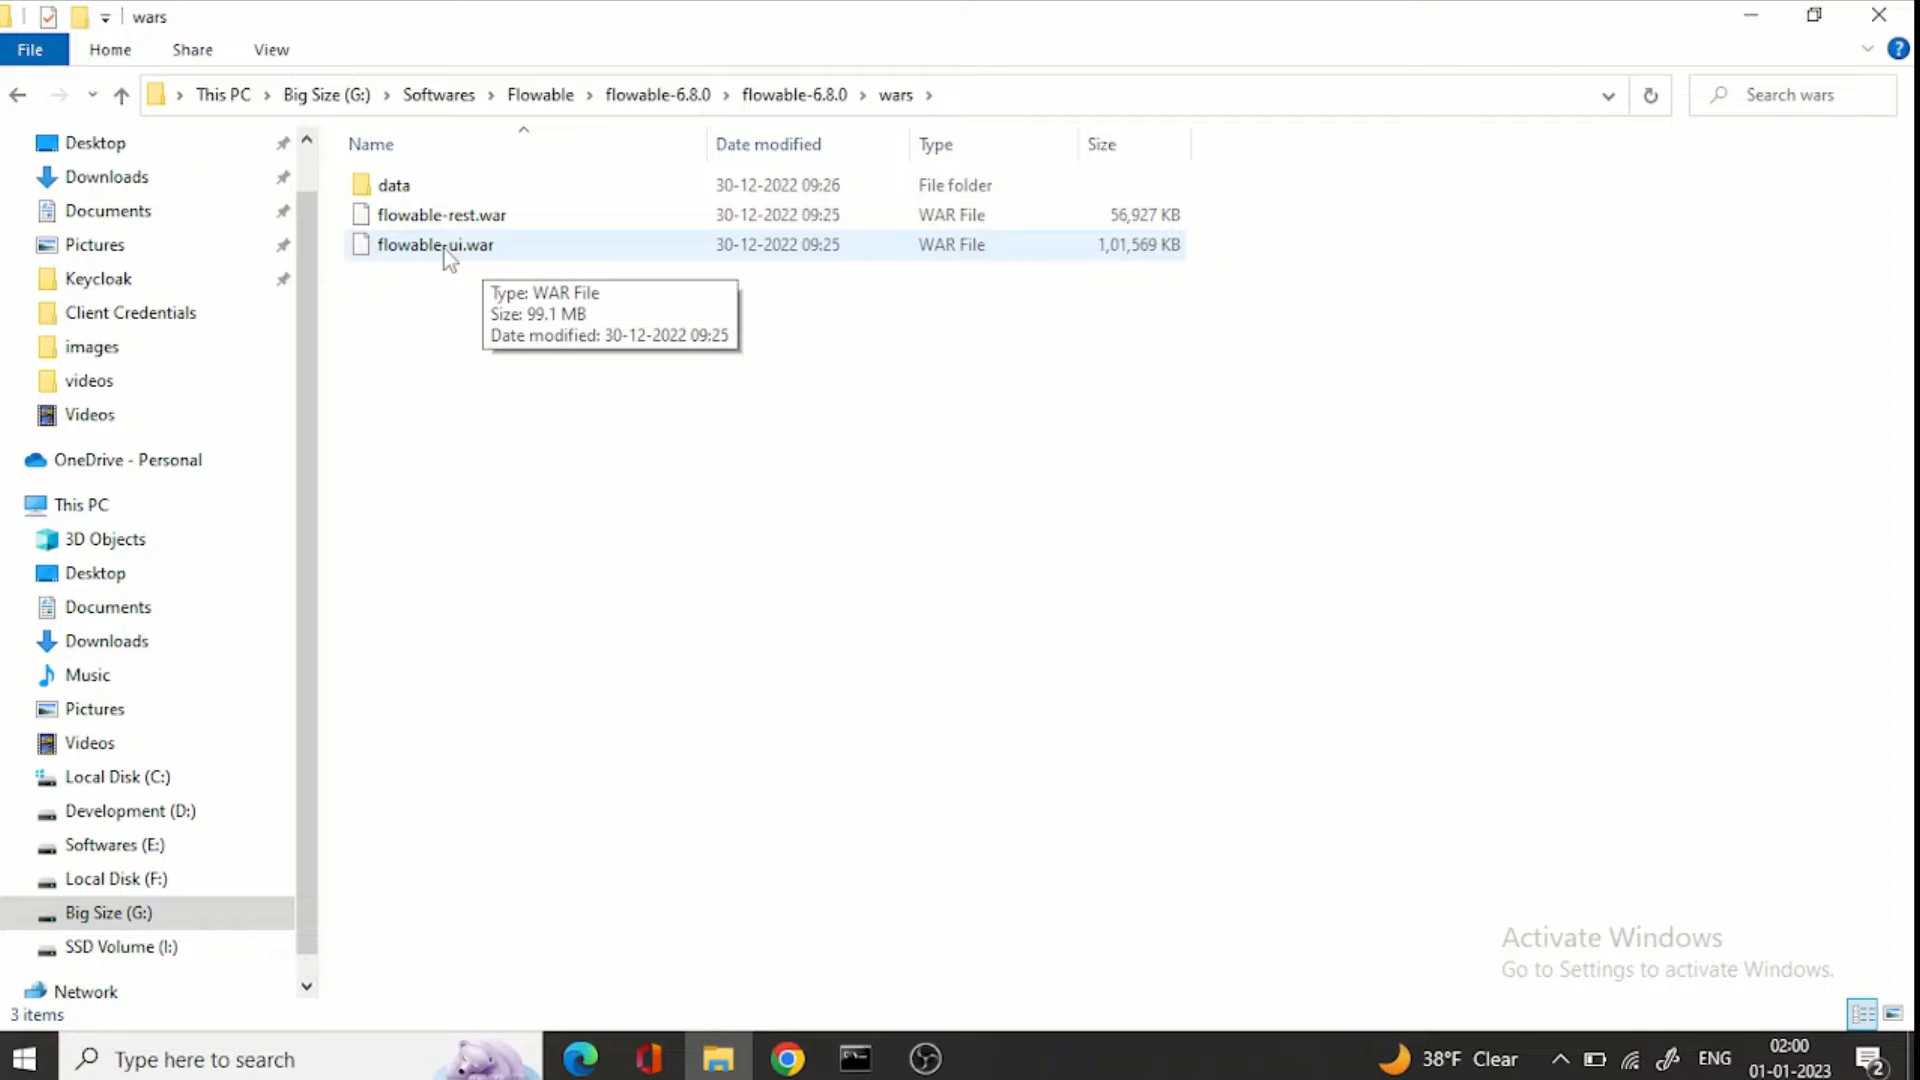 wars
File Home Share View
This PC Big Size (G:) Softwares Flowable flowable-6.8.0 flowable-6.8.0 wars
Search wars
Name Date modified Type Size
data 30-12-2022 09:26 File folder
flowable-rest.war 30-12-2022 09:25 WAR File 56,927 KB
flowable-ui.war 30-12-2022 09:25 WAR File 1,01,569 KB
Type: WAR File
Size: 99.1 MB
Date modified: 30-12-2022 09:25
Desktop
Downloads
Documents
Pictures
Keycloak
Client Credentials
images
videos
Videos
OneDrive - Personal
This PC
3D Objects
Desktop
Documents
Downloads
Music
Pictures
Videos
Local Disk (C:)
Development (D:)
Softwares (E:)
Local Disk (F:)
Big Size (G:)
SSD Volume (I:)
Network
3 items
Activate Windows
Go to Settings to activate Windows.
Type here to search
38°F Clear
ENG
02:00
01-01-2023
2